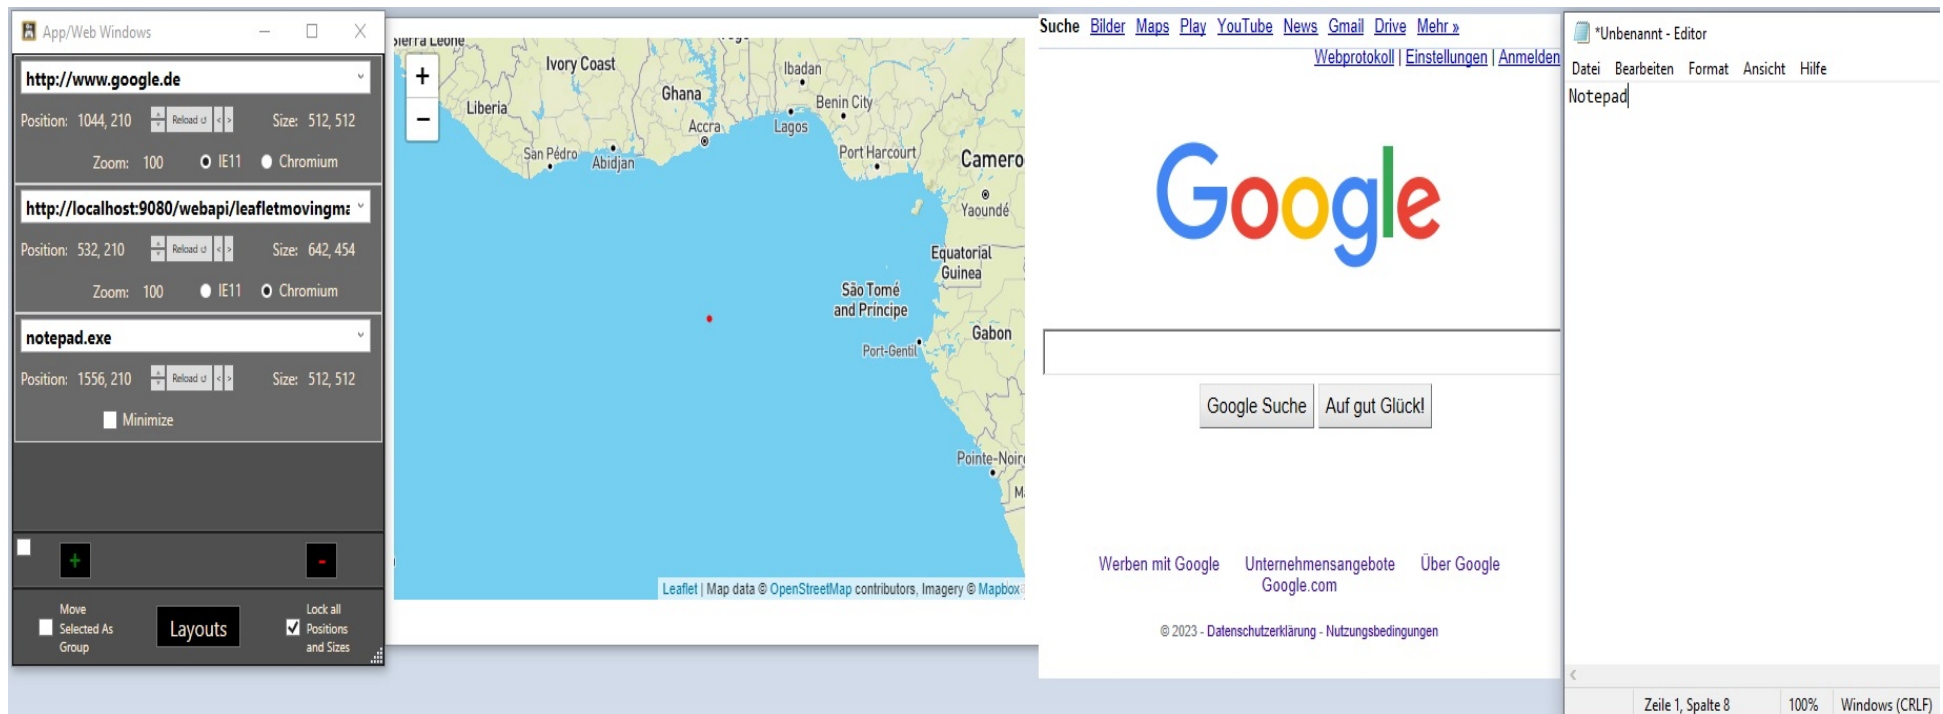 App/Web Windows
http://www.google.de
Position: 1044, 210 Reload Size: 512, 512
Zoom: 100 IE11 Chromium
http://localhost:9080/webapi/leafletmovingma
Position: 532, 210 Reload Size: 642, 454
Zoom: 100 IE11 Chromium
notepad.exe
Position: 1556, 210 Reload Size: 512, 512
Minimize
+ -
Move
Selected As
Group
Layouts
Lock all
Positions
and Sizes
+
−
Sierra Leone
Ivory Coast
Liberia
Ghana
Ibadan
Benin City
Accra
Lagos
San Pédro
Abidjan
Port Harcourt
Camero
Yaoundé
Equatorial
Guinea
São Tomé
and Príncipe
Gabon
Port-Gentil
Pointe-Noir
M
Leaflet | Map data © OpenStreetMap contributors, Imagery © Mapbox
Suche Bilder Maps Play YouTube News Gmail Drive Mehr »
Webprotokoll | Einstellungen | Anmelden
Google
Google Suche Auf gut Glück!
Werben mit Google Unternehmensangebote Über Google
Google.com
© 2023 - Datenschutzerklärung - Nutzungsbedingungen
*Unbenannt - Editor
Datei Bearbeiten Format Ansicht Hilfe
Notepad
Zeile 1, Spalte 8 100% Windows (CRLF)